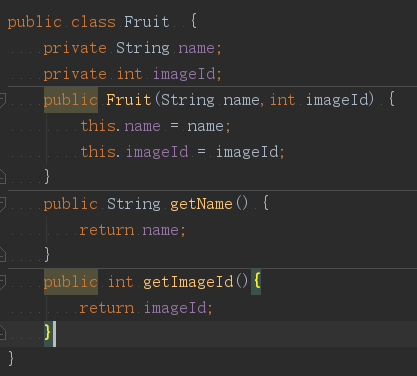 public class Fruit {
private String name;
private int imageId;
public Fruit(String name,int imageId) {
this.name = name;
this.imageId = imageId;
}
public String getName() {
return name;
}
public int getImageId(){
return imageId;
}
}